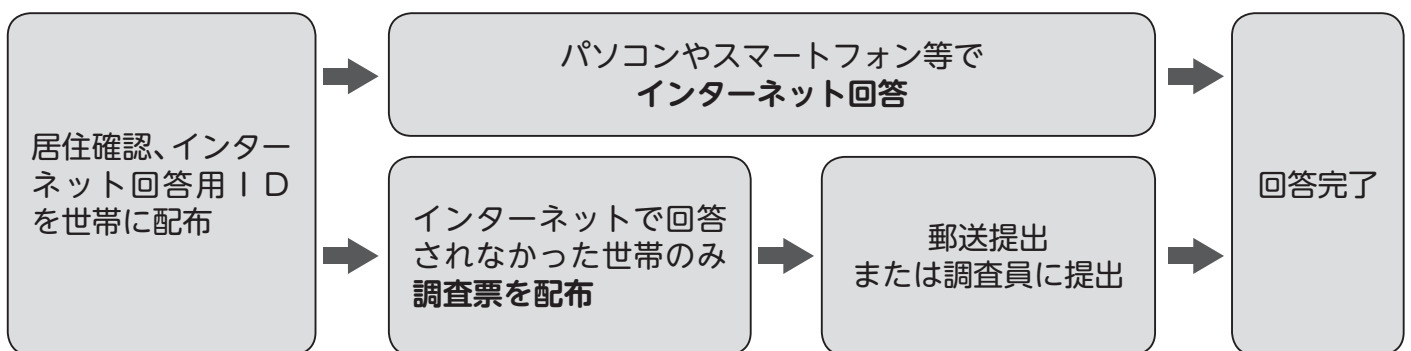 居住確認、インター
ネット回答用ＩＤ
を世帯に配布
パソコンやスマートフォン等で
インターネット回答
インターネットで回答
されなかった世帯のみ
調査票を配布
郵送提出
または調査員に提出
回答完了